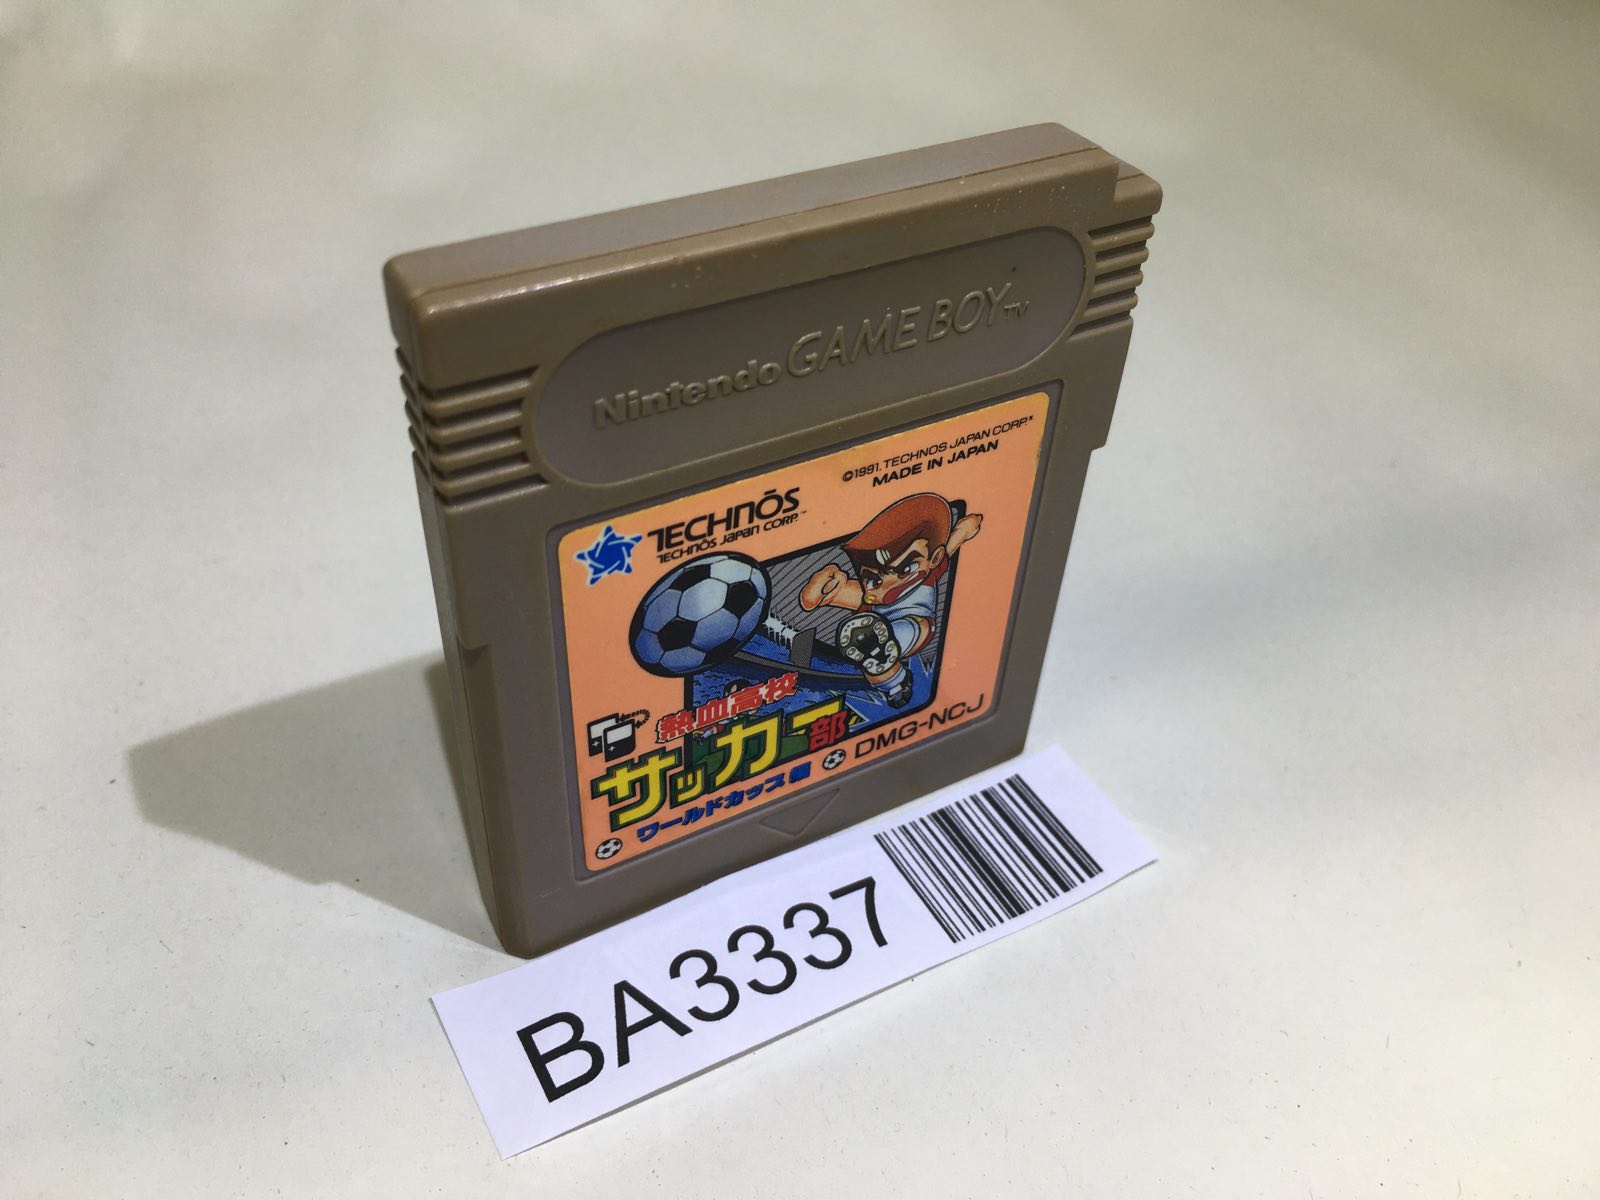 Nintendo GAME BOY™
©1991. TECHNOS JAPAN CORP.*
MADE IN JAPAN
TECHNŌS
TECHNŌS JAPAN CORP.™
熱血高校
サッカー部
ワールドカップ編
DMG-NCJ
BA3337